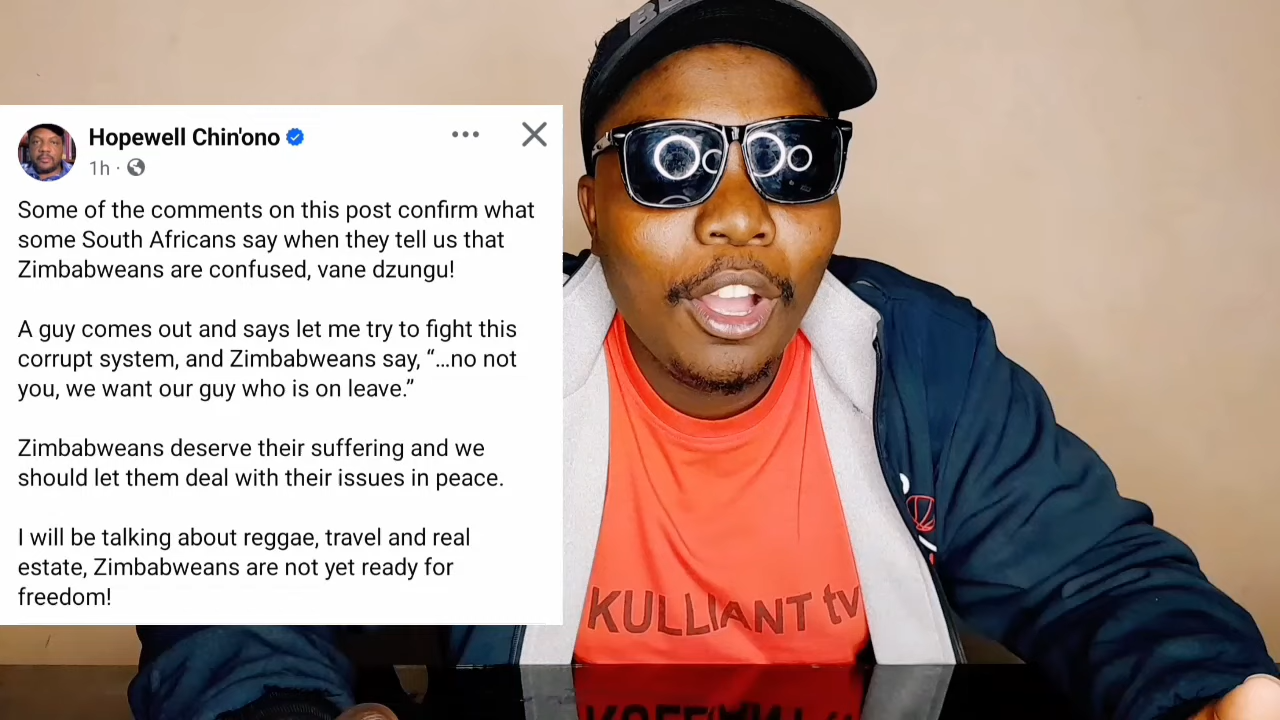 Hopewell Chin'ono
1h
Some of the comments on this post confirm what
some South Africans say when they tell us that
Zimbabweans are confused, vane dzungu!
A guy comes out and says let me try to fight this
corrupt system, and Zimbabweans say, “...no not
you, we want our guy who is on leave.”
Zimbabweans deserve their suffering and we
should let them deal with their issues in peace.
I will be talking about reggae, travel and real
estate, Zimbabweans are not yet ready for
freedom!
KULLIANT tv